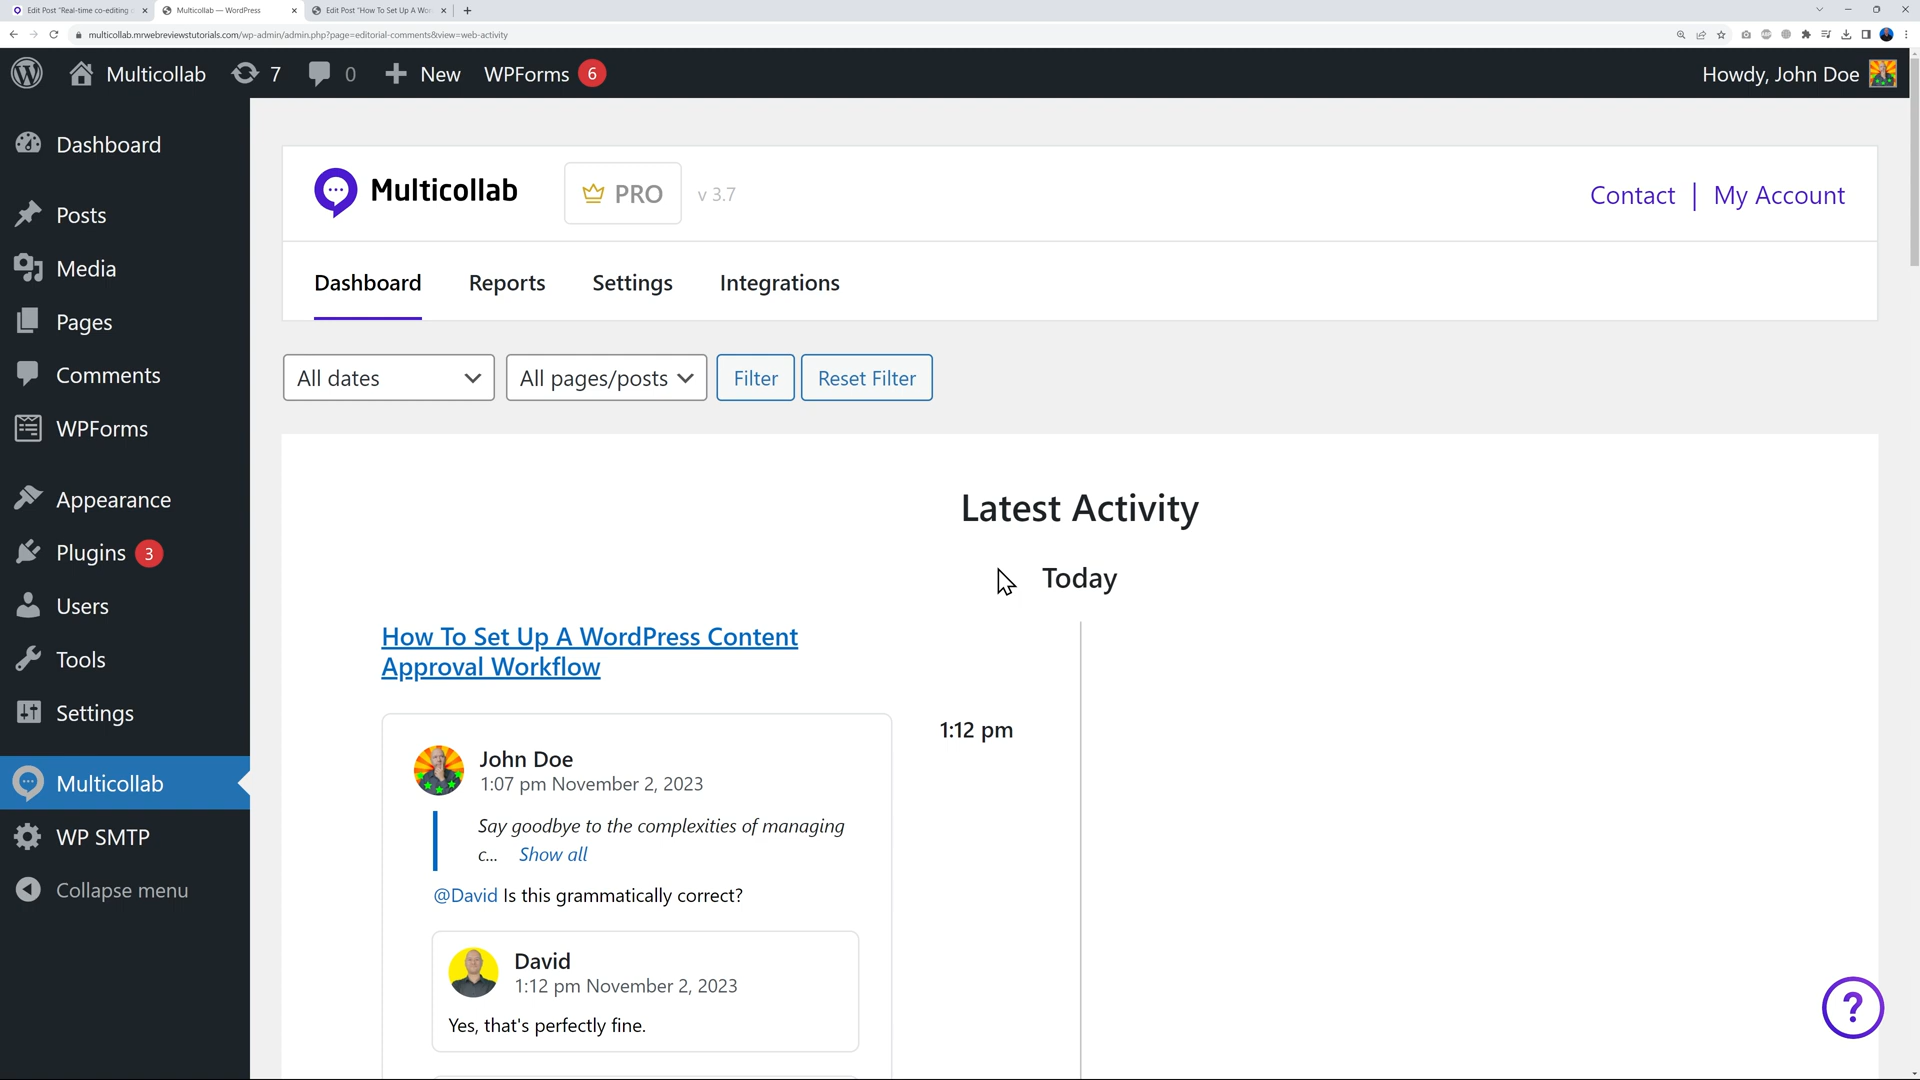 Edit Post "Real-time co-editing
Multicollab — WordPress
Edit Post "How To Set Up A Wor
multicollab.mrwebreviewstutorials.com/wp-admin/admin.php?page=editorial-comments&view=web-activity
Multicollab
7
0
New
WPForms
6
Howdy, John Doe
Dashboard
Posts
Media
Pages
Comments
WPForms
Appearance
Plugins 3
Users
Tools
Settings
Multicollab
WP SMTP
Collapse menu
Multicollab
PRO
v 3.7
Contact | My Account
Dashboard
Reports
Settings
Integrations
All dates
All pages/posts
Filter
Reset Filter
Latest Activity
Today
How To Set Up A WordPress Content
Approval Workflow
1:12 pm
John Doe
1:07 pm November 2, 2023
Say goodbye to the complexities of managing
c... Show all
@David Is this grammatically correct?
David
1:12 pm November 2, 2023
Yes, that's perfectly fine.
?